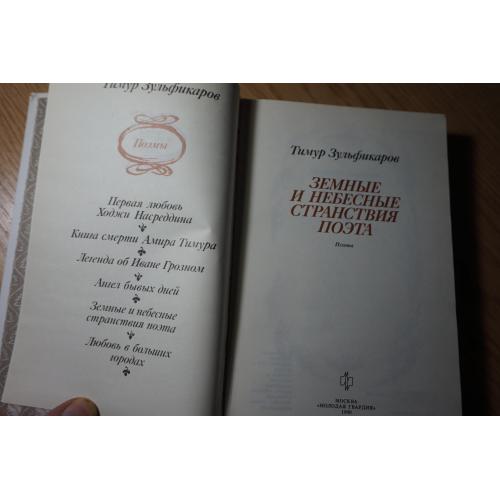 Тимур Зульфикаров
Поэмы
Первая любовь
Ходжи Насреддина
Книга смерти Амира Тимура
Легенда об Иване Грозном
Ангел бывых дней
Земные и небесные
странствия поэта
Любовь в больших
городах
Тимур Зульфикаров
ЗЕМНЫЕ
И НЕБЕСНЫЕ
СТРАНСТВИЯ
ПОЭТА
Поэмы
МОСКВА
«МОЛОДАЯ ГВАРДИЯ»